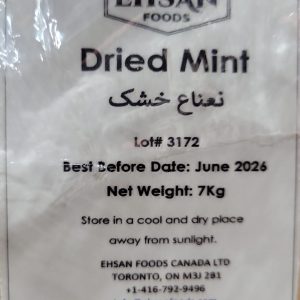 EHSAN
FOODS
Dried Mint
نعناع خشک
Lot# 3172
Best Before Date: June 2026
Net Weight: 7Kg
Store in a cool and dry place
away from sunlight.
EHSAN FOODS CANADA LTD
TORONTO, ON M3J 2B1
+1-416-792-9496